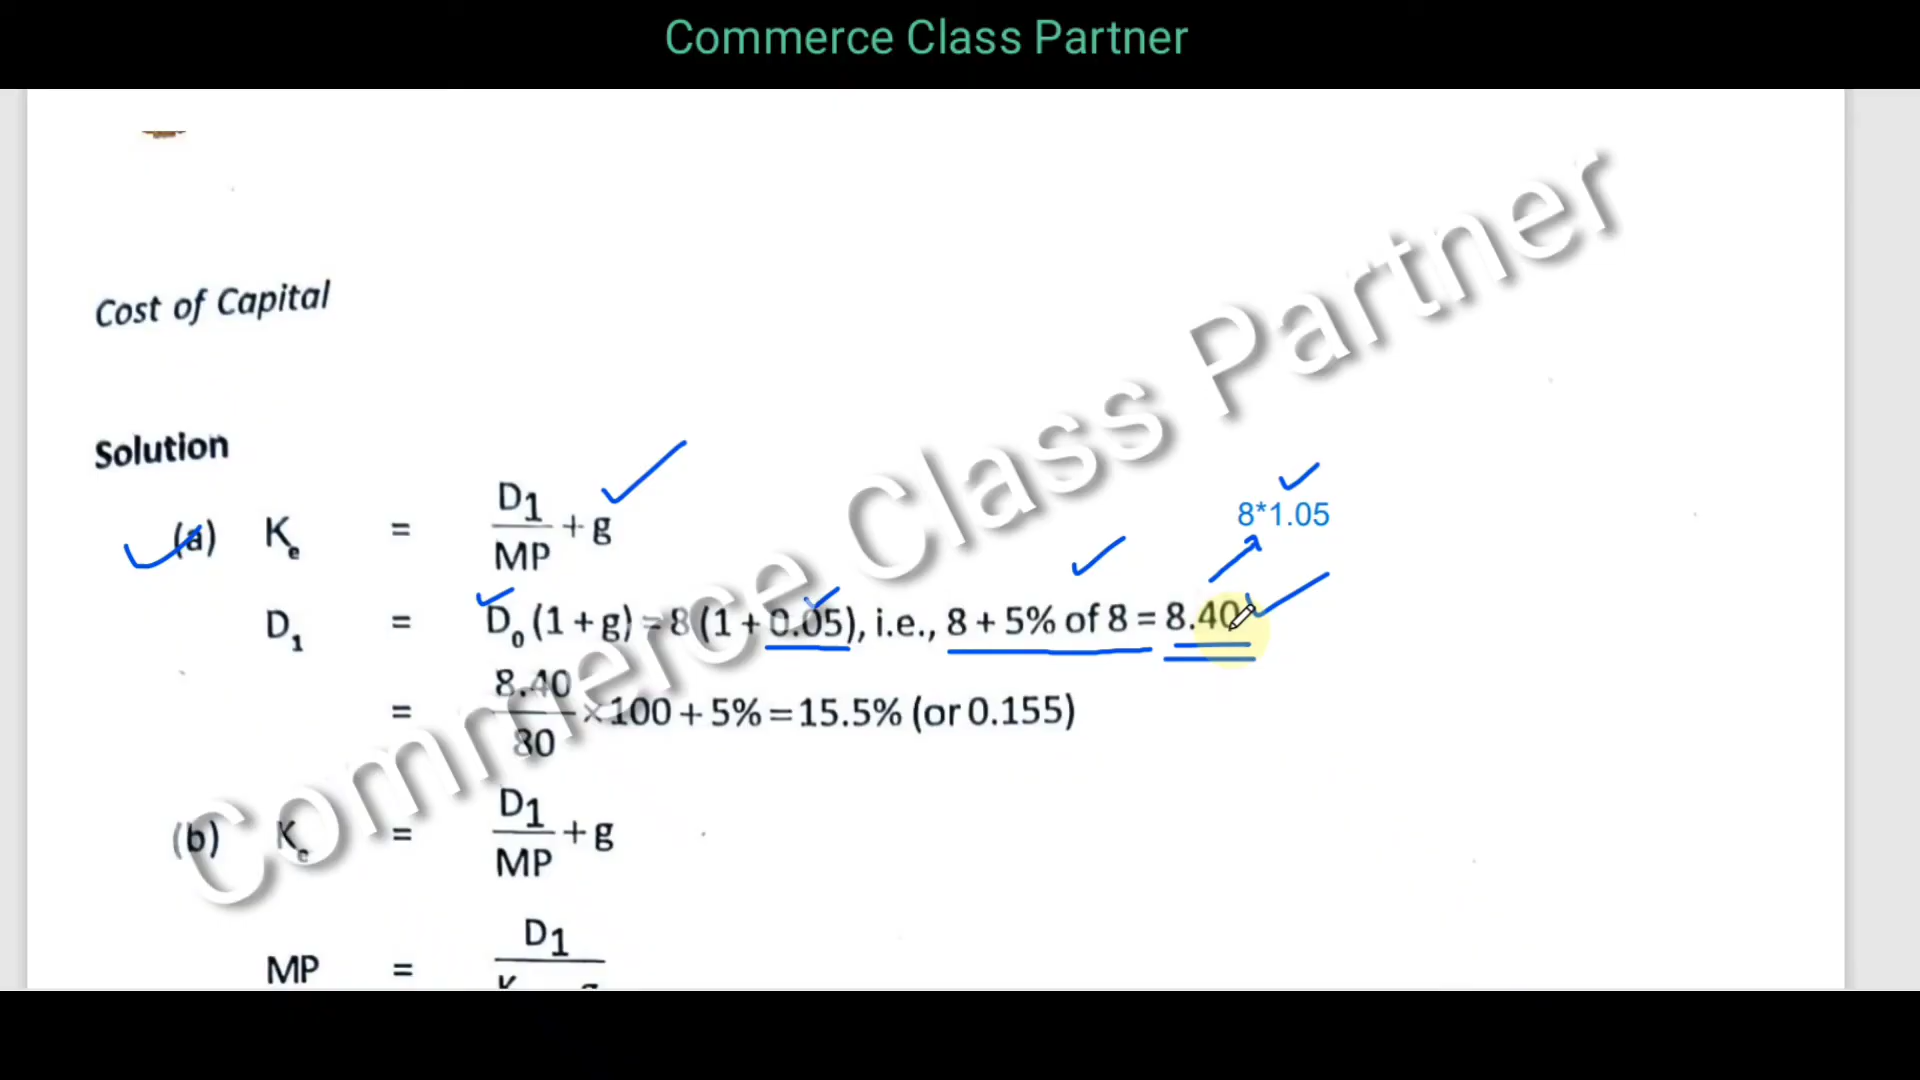 Commerce Class Partner
Cost of Capital
Solution
(a) Kₑ = D₁/MP + g
8*1.05
D₁ = D₀ (1 + g) = 8 (1 + 0.05), i.e., 8 + 5% of 8 = 8.40
= 8.40/80 × 100 + 5% = 15.5% (or 0.155)
(b) Kₑ = D₁/MP + g
MP = D₁
Commerce Class Partner